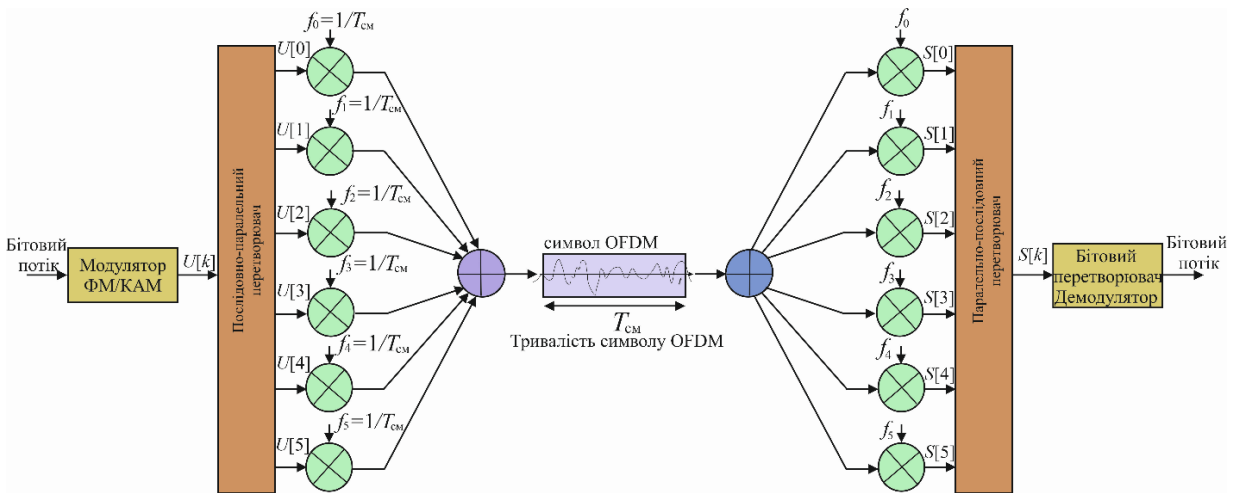 Бітовий
потік
Модулятор
ФМ/КАМ
U[k]
Послідовно-паралельний
перетворювач
f₀=1/Tсм
U[0]
f₁=1/Tсм
U[1]
f₂=1/Tсм
U[2]
f₃=1/Tсм
U[3]
f₄=1/Tсм
U[4]
f₅=1/Tсм
U[5]
символ OFDM
Tсм
Тривалість символу OFDM
f₀
S[0]
f₁
S[1]
f₂
S[2]
f₃
S[3]
f₄
S[4]
f₅
S[5]
Паралельно-послідовний
перетворювач
S[k]
Бітовий
перетворювач
Демодулятор
Бітовий
потік